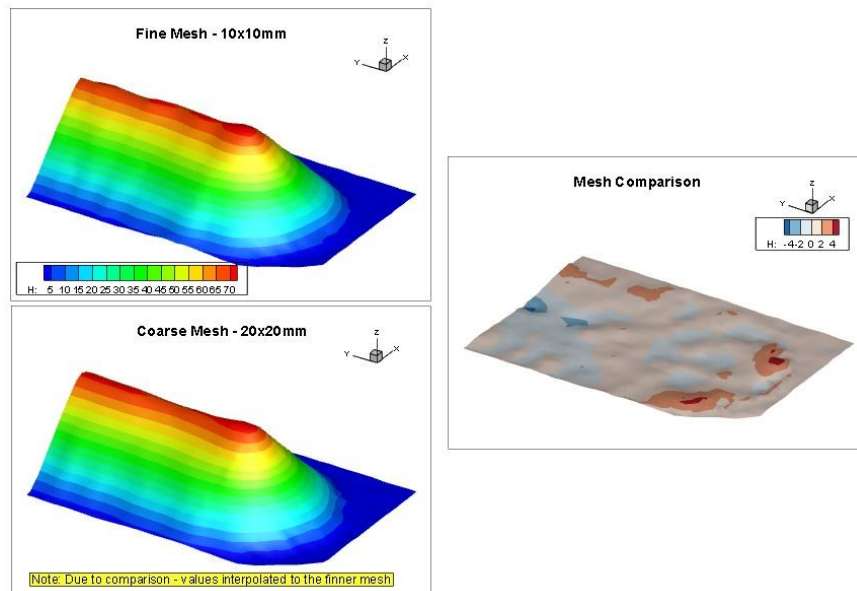 Fine Mesh - 10x10mm
Z
Y X
H: 5 10 15 20 25 30 35 40 45 50 55 60 65 70
Coarse Mesh - 20x20mm
Z
Y X
Note: Due to comparison - values interpolated to the finner mesh
Mesh Comparison
Z
Y X
H: -4 -2 0 2 4